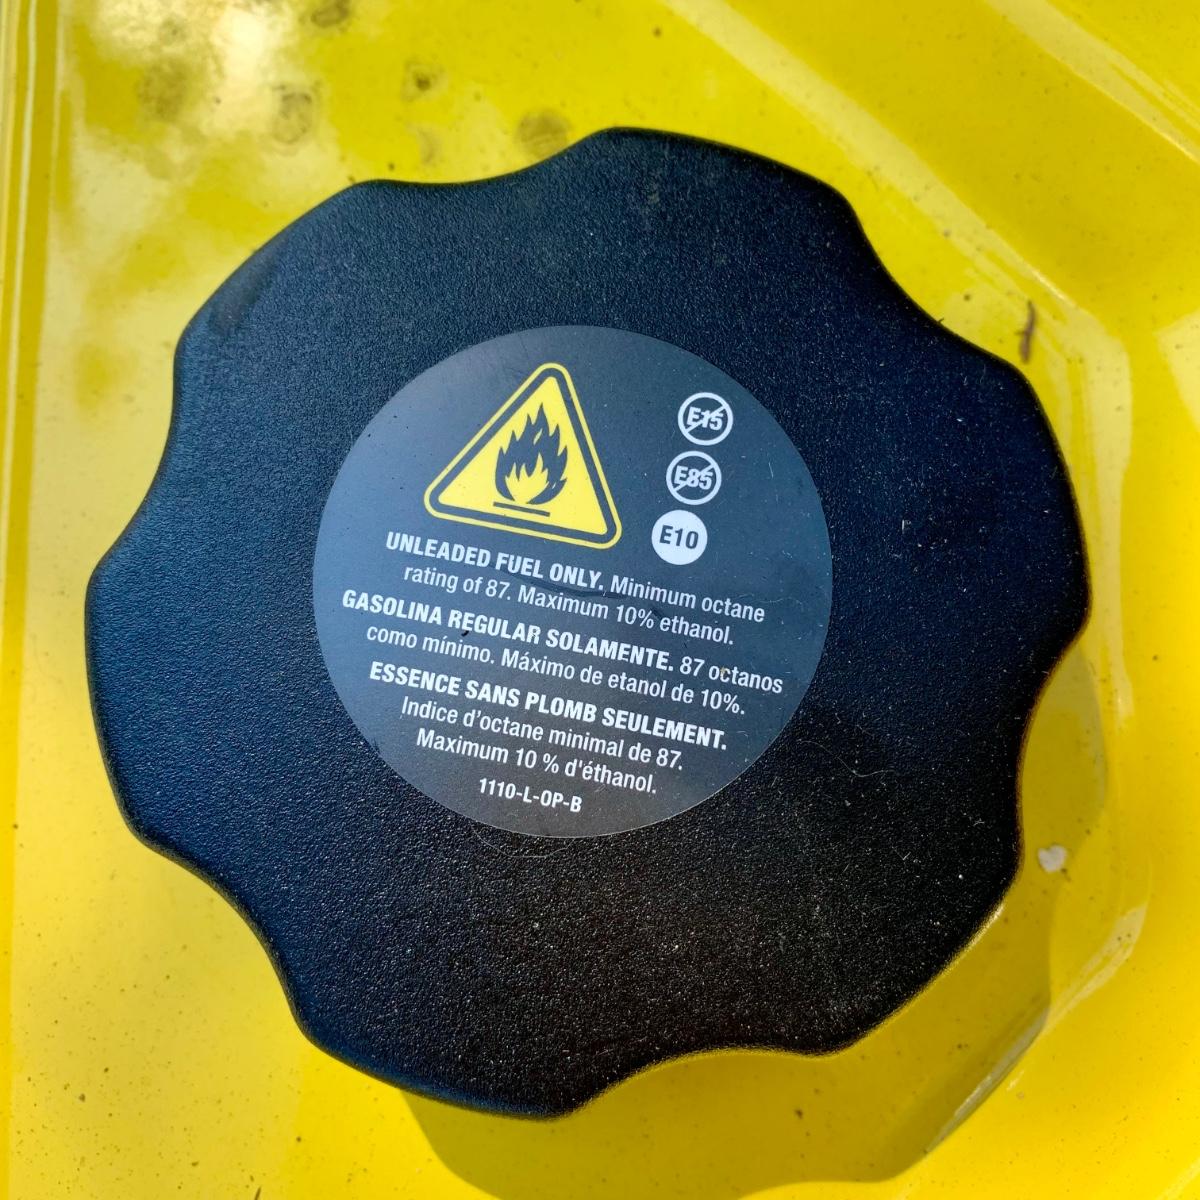 E15
E85
E10
UNLEADED FUEL ONLY. Minimum octane
rating of 87. Maximum 10% ethanol.
GASOLINA REGULAR SOLAMENTE. 87 octanos
como mínimo. Máximo de etanol de 10%.
ESSENCE SANS PLOMB SEULEMENT.
Indice d'octane minimal de 87.
Maximum 10 % d'éthanol.
1110-L-OP-B